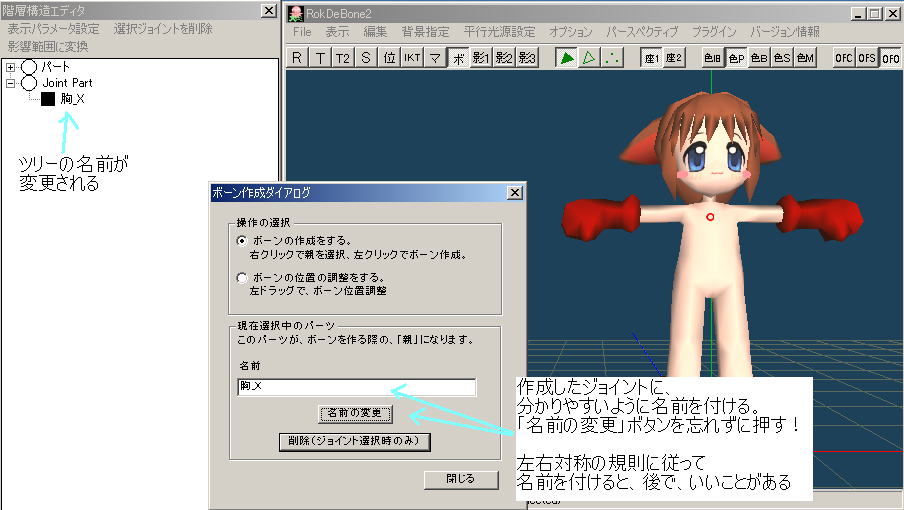 階層構造エディタ
表示パラメータ設定 選択ジョイントを削除
影響範囲に変換
パート
Joint Part
胸_X
ツリーの名前が
変更される
RokDeBone2
File 表示 編集 背景指定 平行光源設定 オプション パースペクティブ プラグイン バージョン情報
R T T2 S 位 IKT マ ボ 影1 影2 影3 座1 座2 色IB 色P 色B 色S 色M OFC OFS OFO
ボーン作成ダイアログ
操作の選択
ボーンの作成をする。
右クリックで親を選択、左クリックでボーン作成。
ボーンの位置の調整をする。
左ドラッグで、ボーン位置調整
現在選択中のパーツ
このパーツが、ボーンを作る際の、「親」になります。
名前
胸_X
名前の変更
削除(ジョイント選択時のみ)
閉じる
作成したジョイントに、
分かりやすいように名前を付ける。
「名前の変更」ボタンを忘れずに押す!
左右対称の規則に従って
名前を付けると、後で、いいことがある